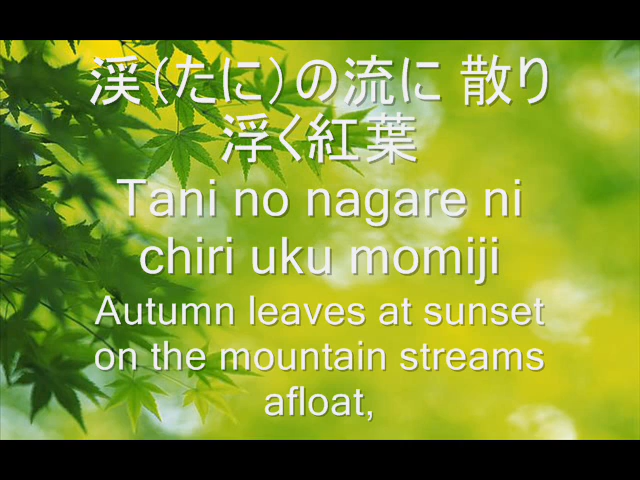 渓（たに）の流に 散り
浮く紅葉
Tani no nagare ni
chiri uku momiji
Autumn leaves at sunset
on the mountain streams
afloat,